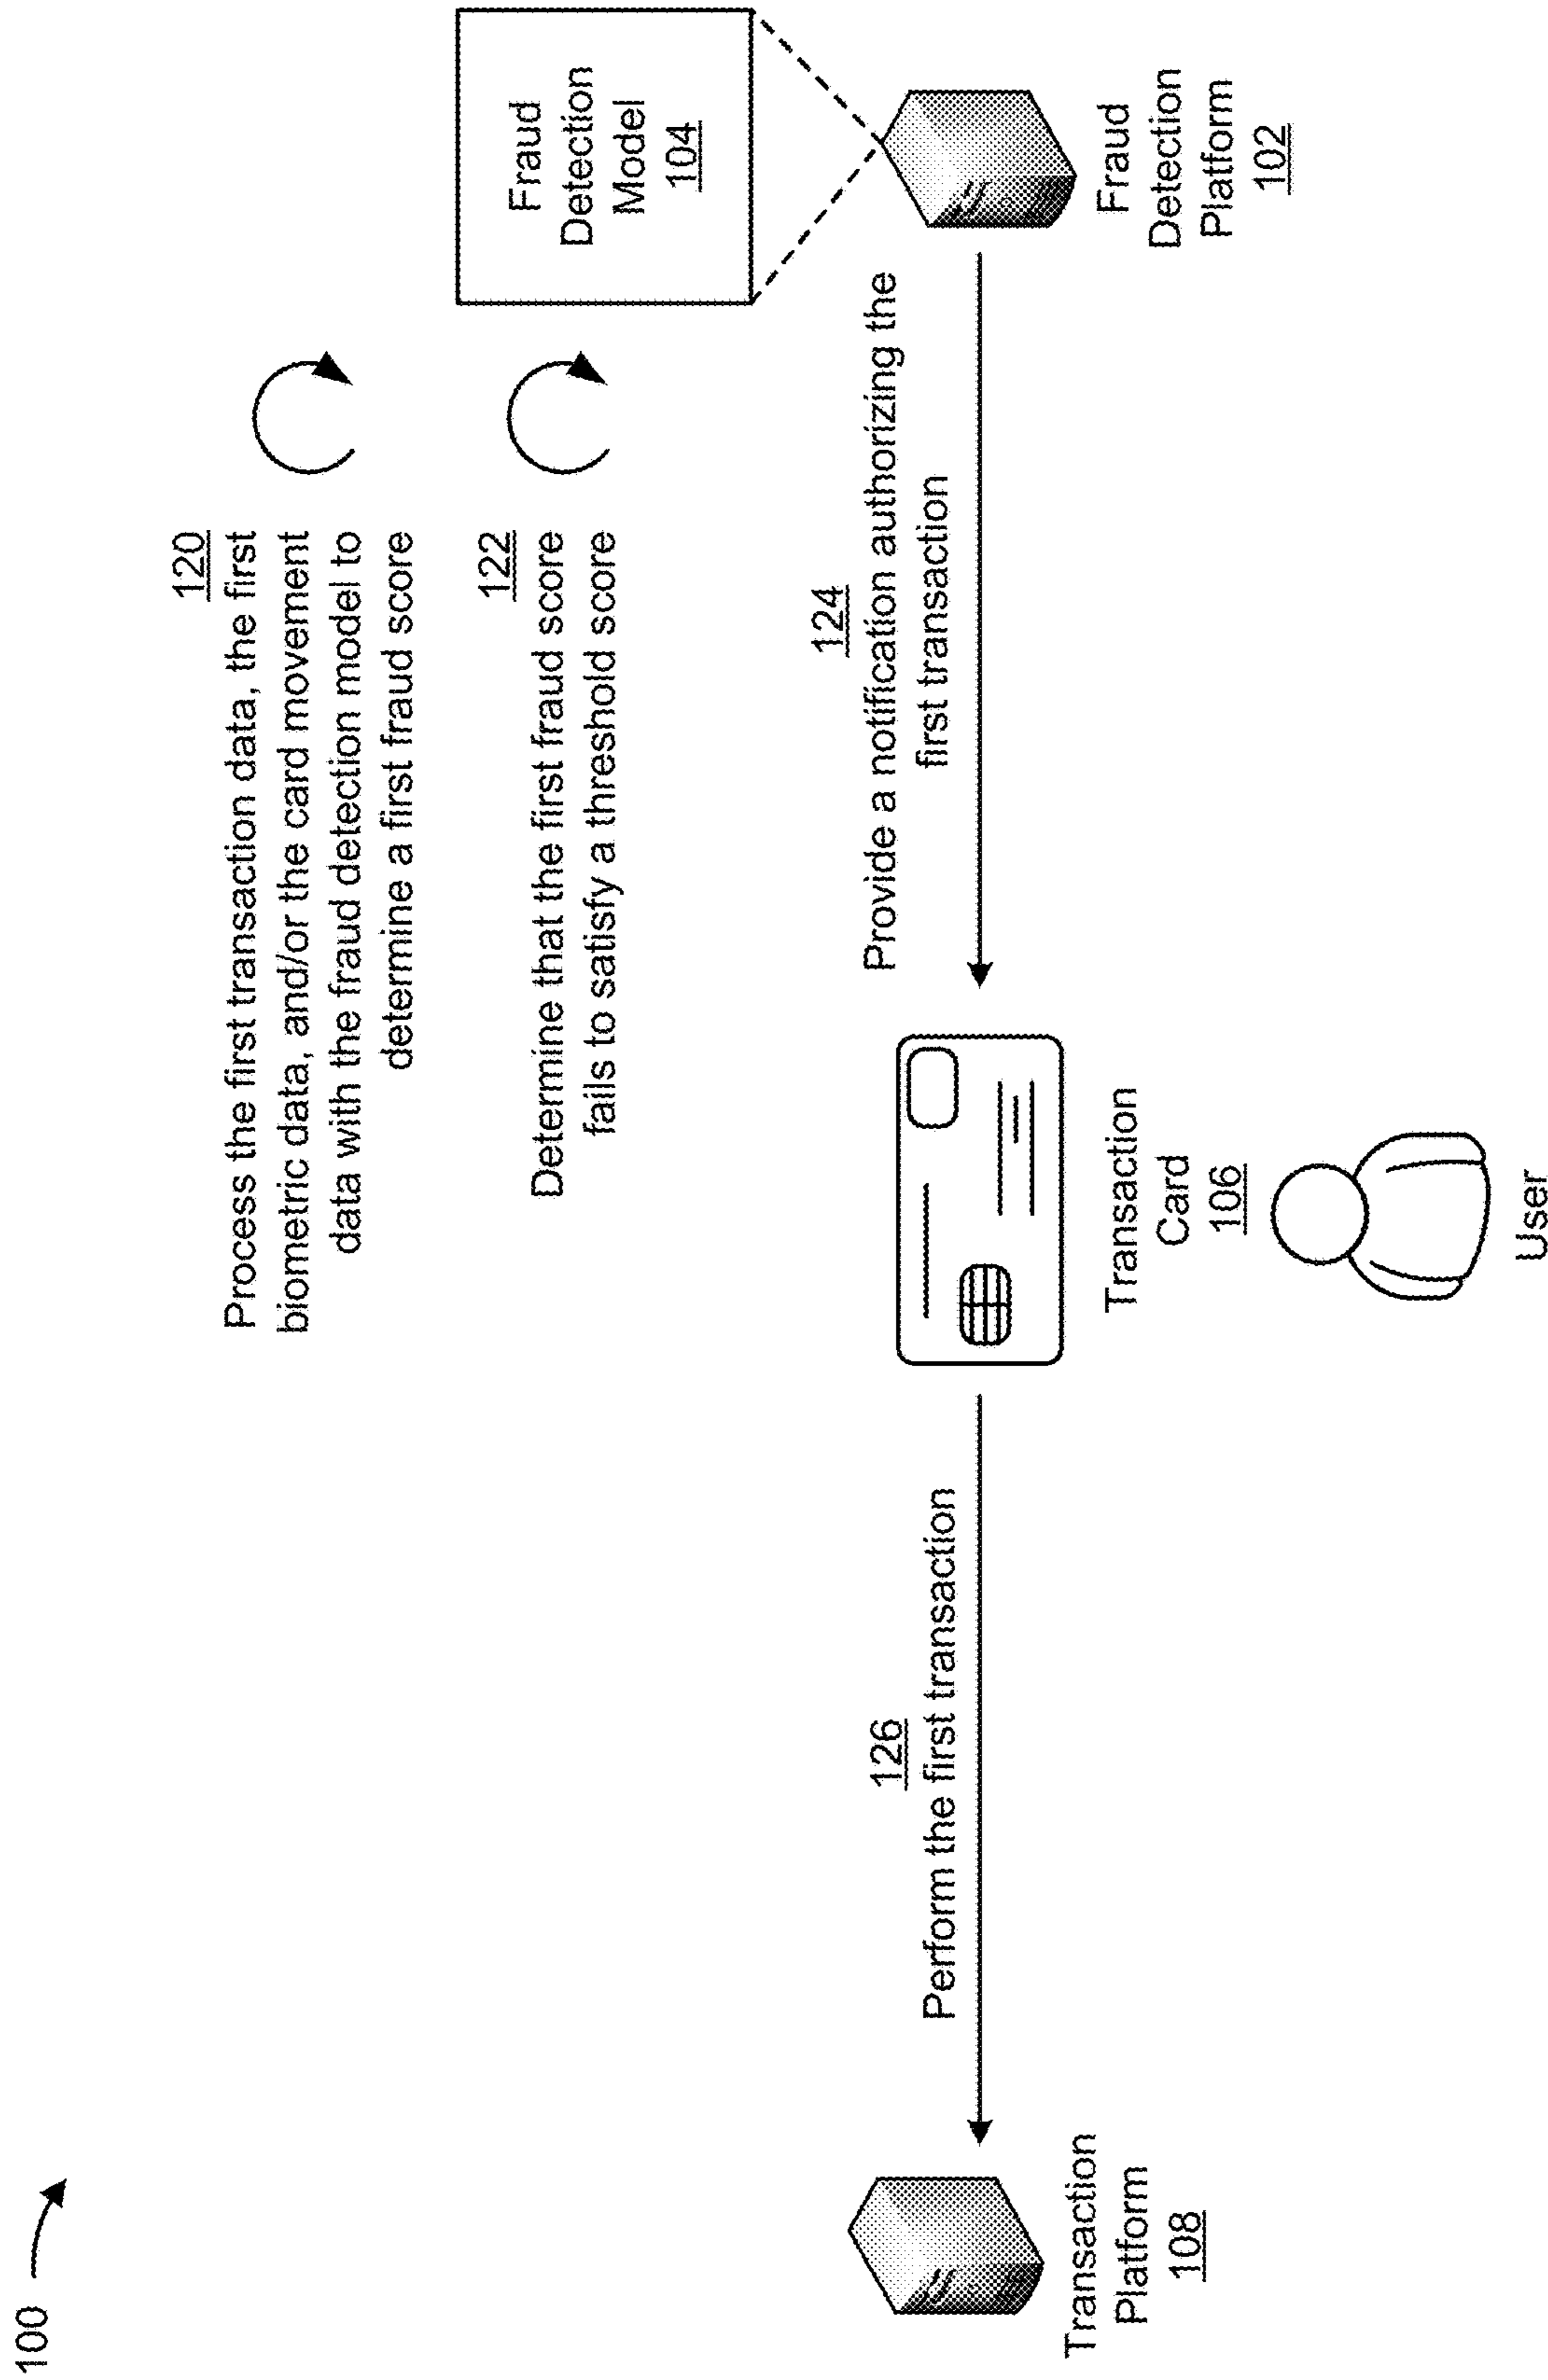 100
120
Process the first transaction data, the first
biometric data, and/or the card movement
data with the fraud detection model to
determine a first fraud score
122
Determine that the first fraud score
fails to satisfy a threshold score
Fraud
Detection
Model
104
126
Perform the first transaction
124
Provide a notification authorizing the
first transaction
Transaction
Platform
108
Transaction
Card
106
User
Fraud
Detection
Platform
102